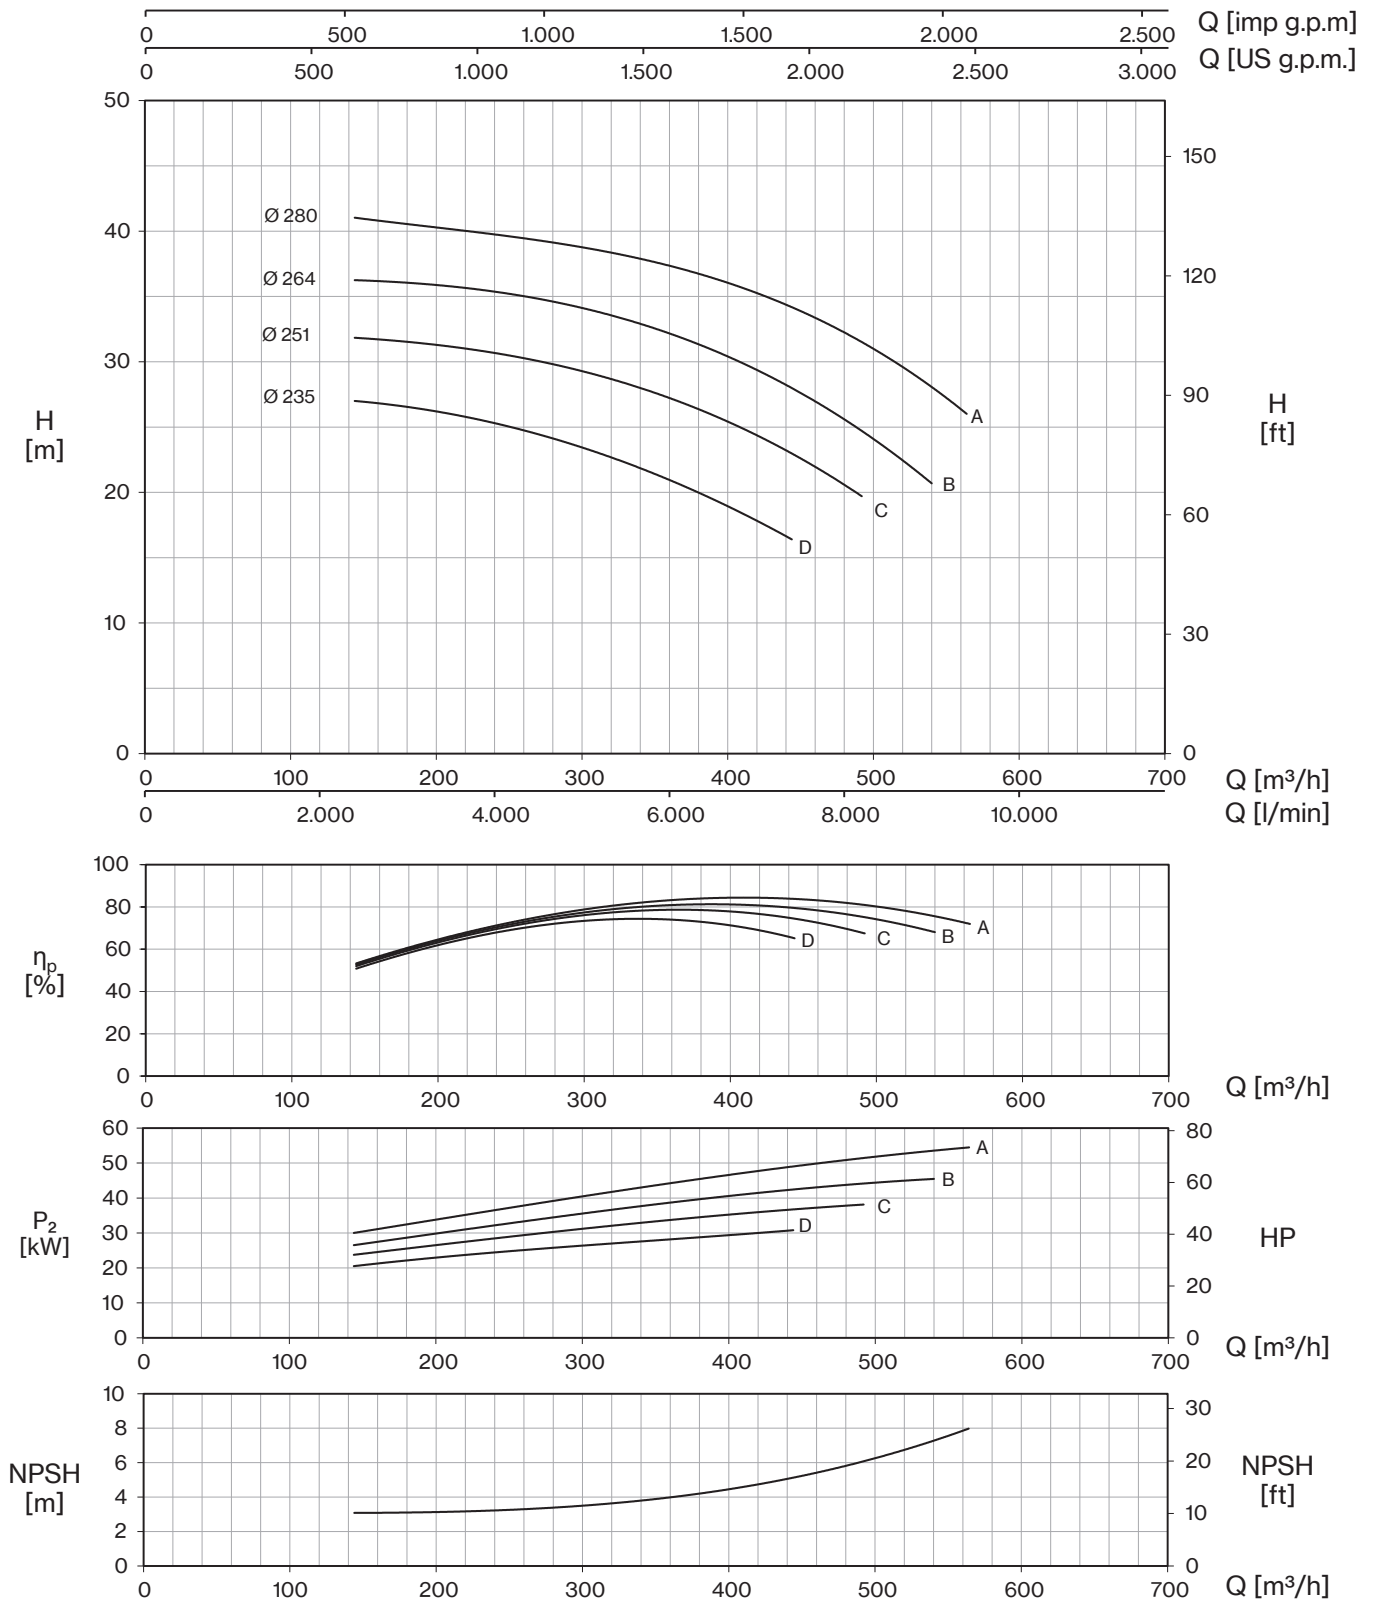 0 500 1.000 1.500 2.000 2.500 Q [imp g.p.m]
0 500 1.000 1.500 2.000 2.500 3.000 Q [US g.p.m.]
50
150
Ø 280
40
120
Ø 264
Ø 251
30
90
Ø 235
H
[m]
H
[ft]
A
B
20
C
60
D
10
30
0 0
0 100 200 300 400 500 600 700 Q [m³/h]
0 2.000 4.000 6.000 8.000 10.000 Q [l/min]
100
80
A
B
C
D
60
ηp
[%]
40
20
0
0 100 200 300 400 500 600 700 Q [m³/h]
60 80
A
50
60
B
40
C
D
P₂
[kW]
30 40
HP
20
20
10
0 0
0 100 200 300 400 500 600 700 Q [m³/h]
10
30
8
6
20
NPSH
[m]
NPSH
[ft]
4
10
2
0 0
0 100 200 300 400 500 600 700 Q [m³/h]